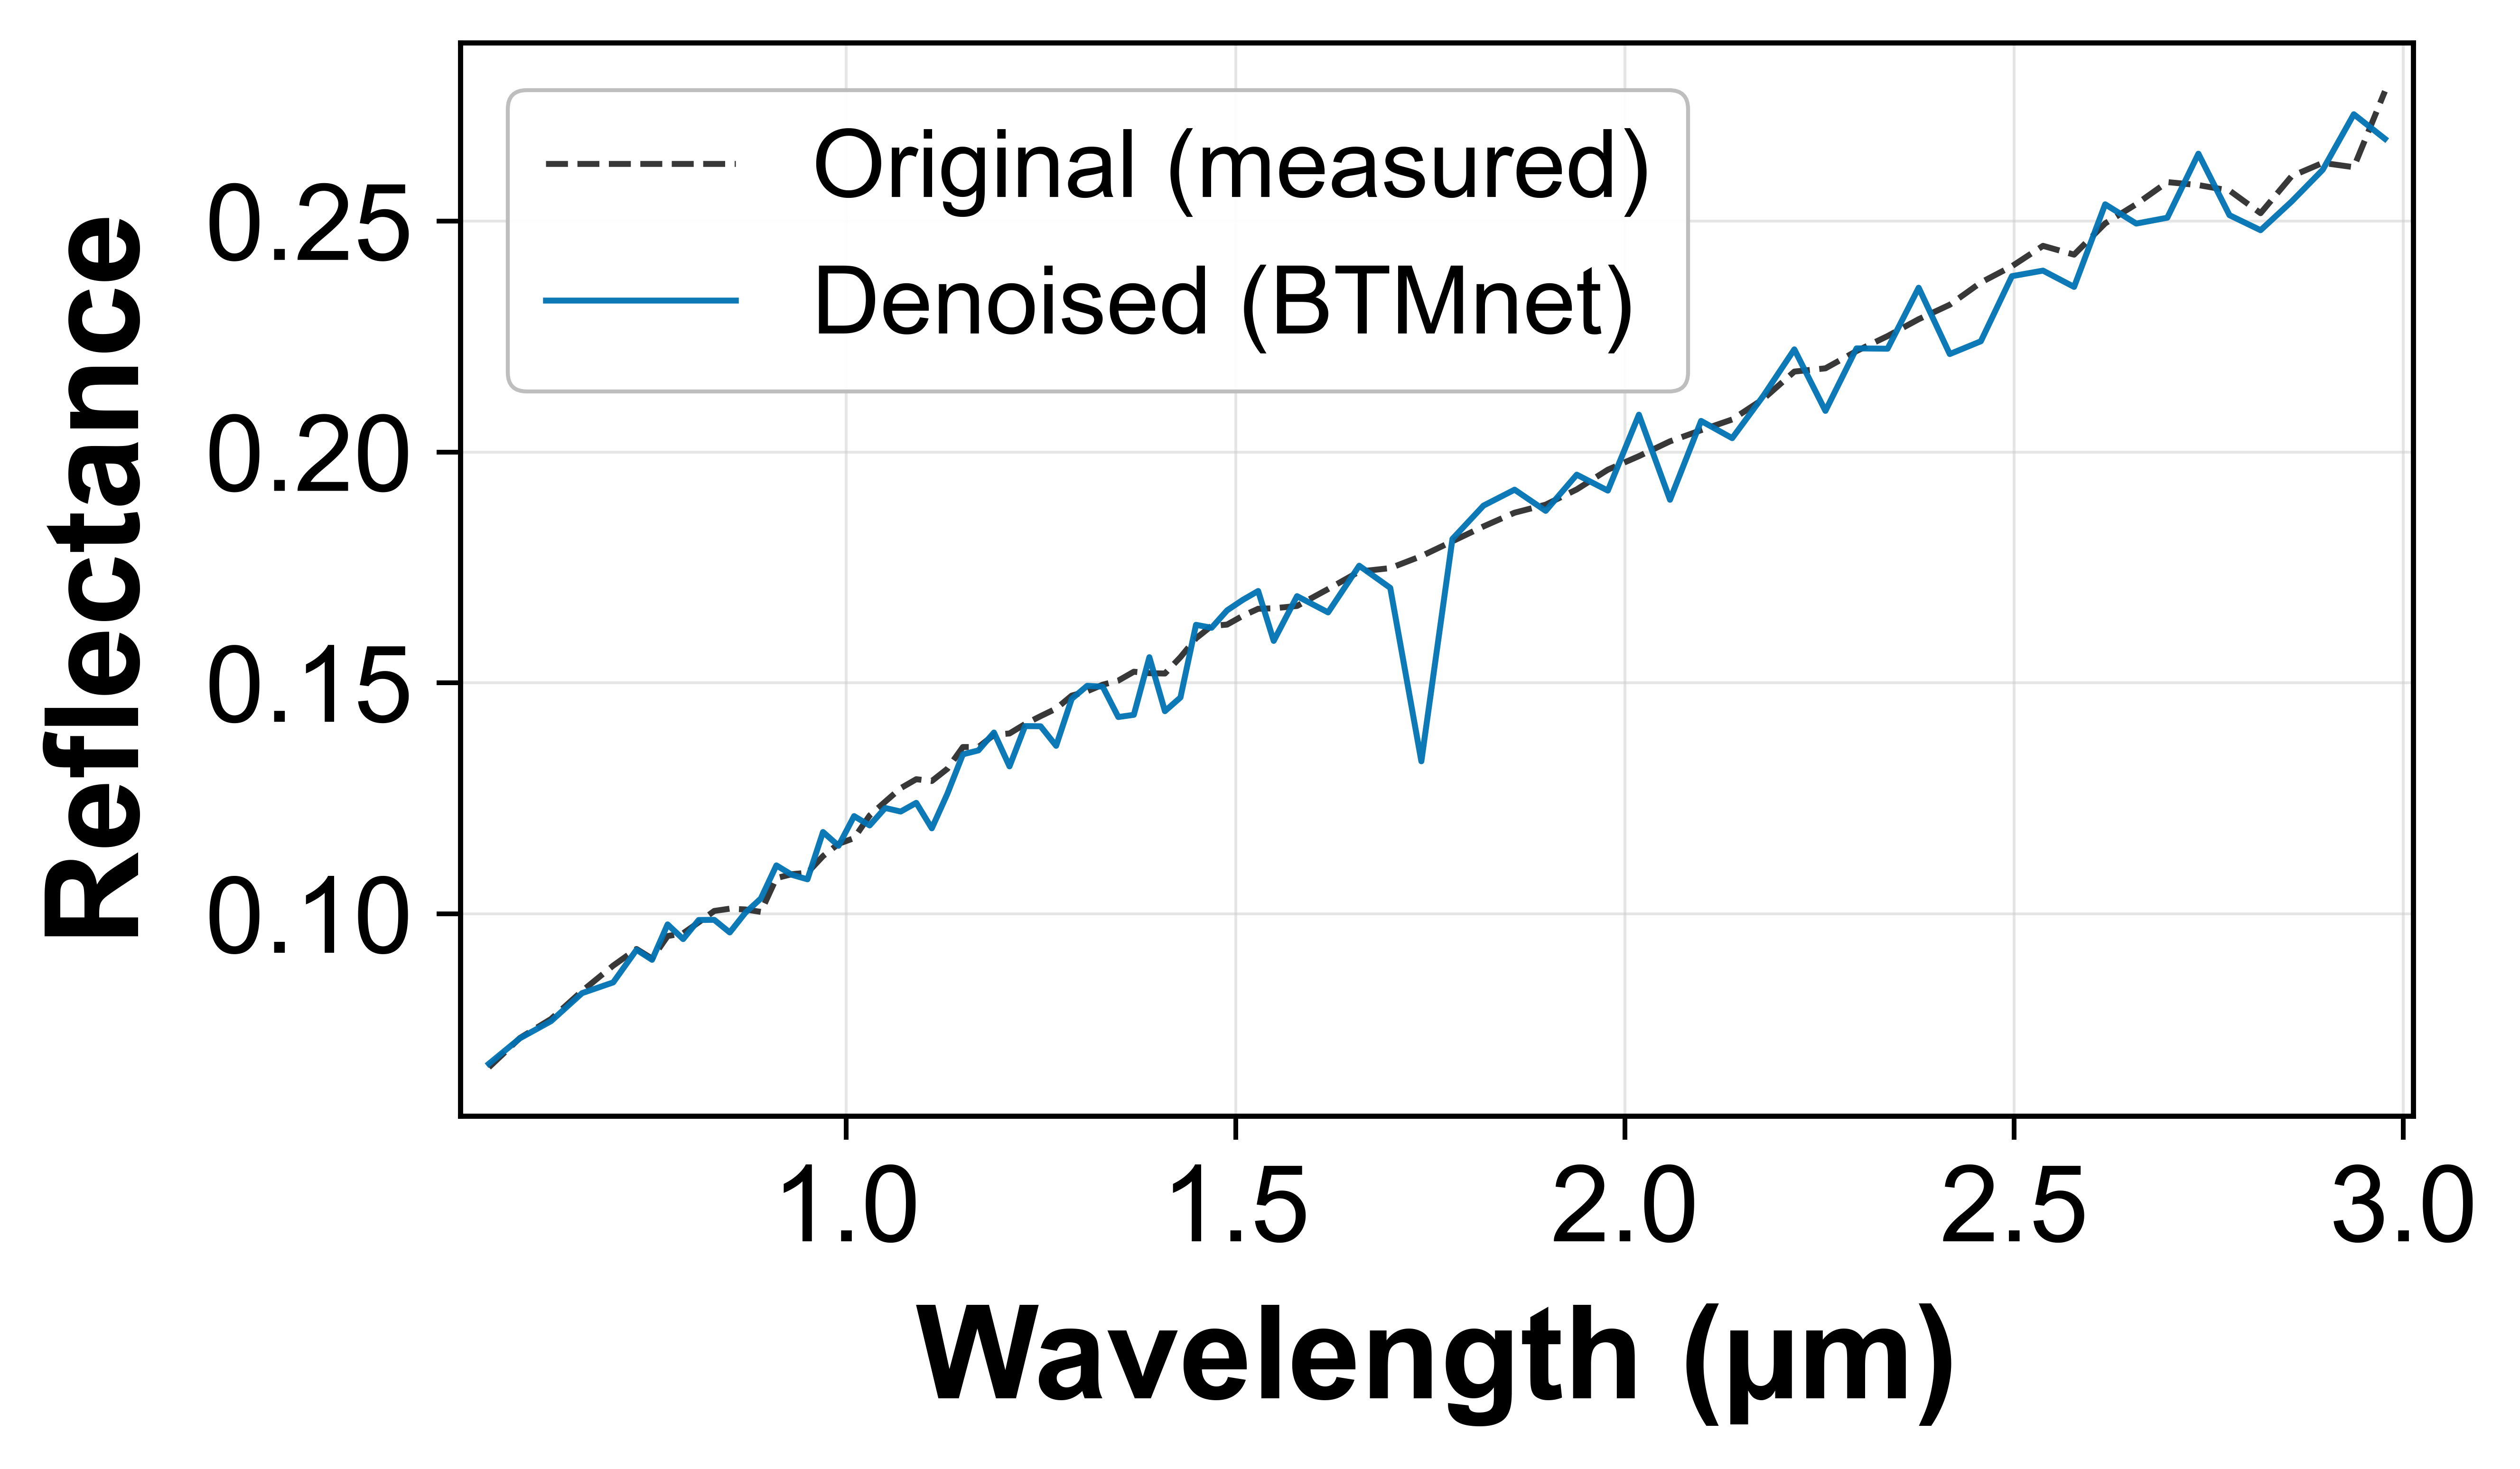 Original (measured)
Denoised (BTMnet)
Reflectance
0.25
0.20
0.15
0.10
1.0 1.5 2.0 2.5 3.0
Wavelength (µm)